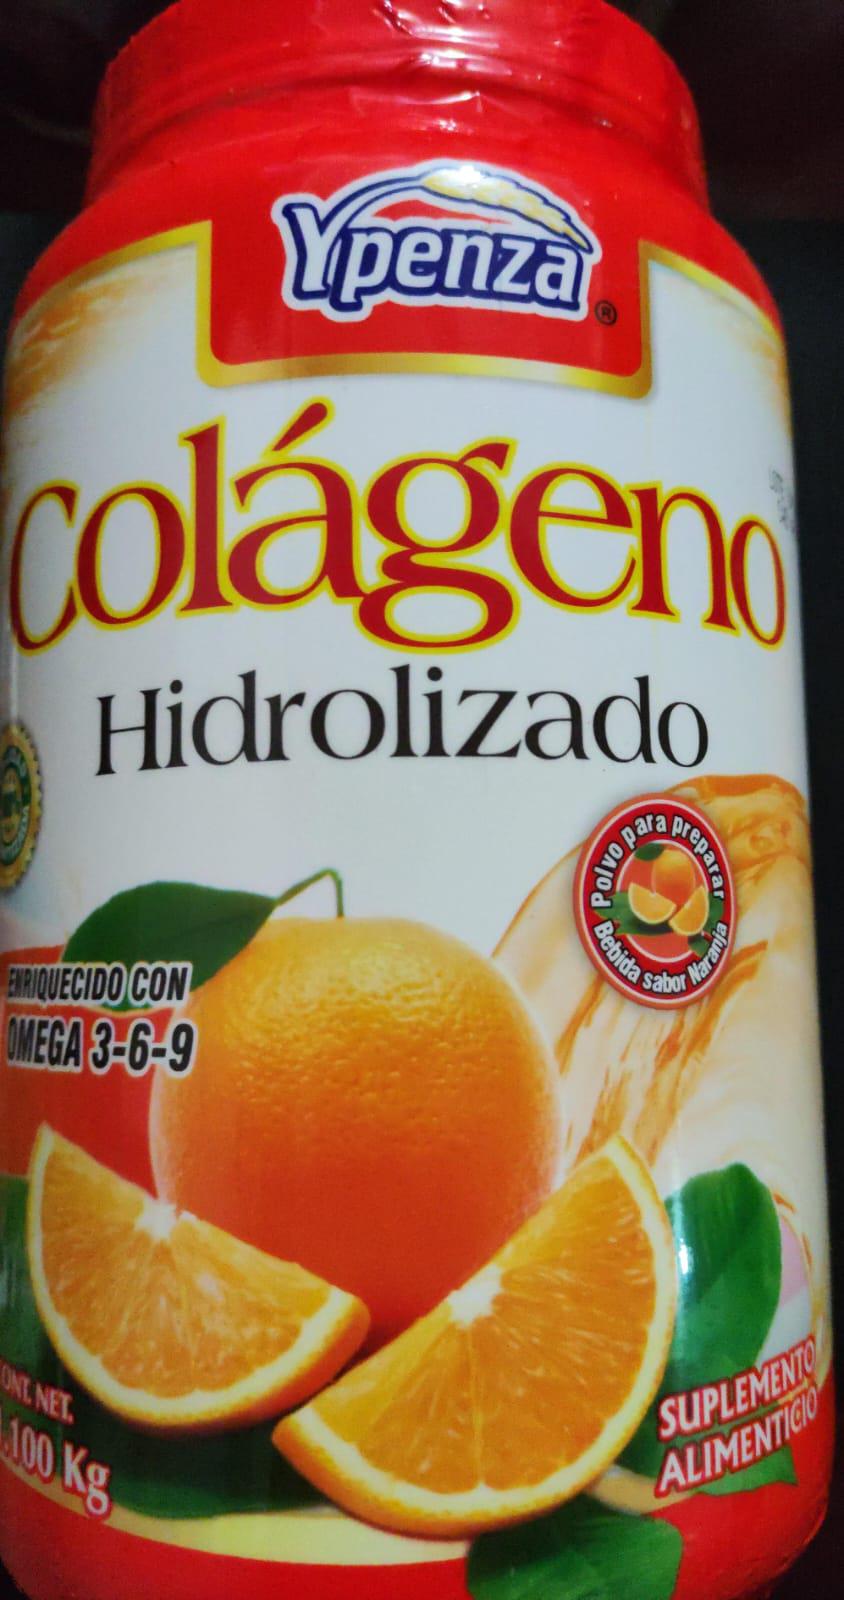 Ypenza
®
Colágeno
Hidrolizado
Polvo para preparar
Bebida sabor Naranja
ENRIQUECIDO CON
OMEGA 3-6-9
CONT. NET.
1.100 Kg
SUPLEMENTO
ALIMENTICIO